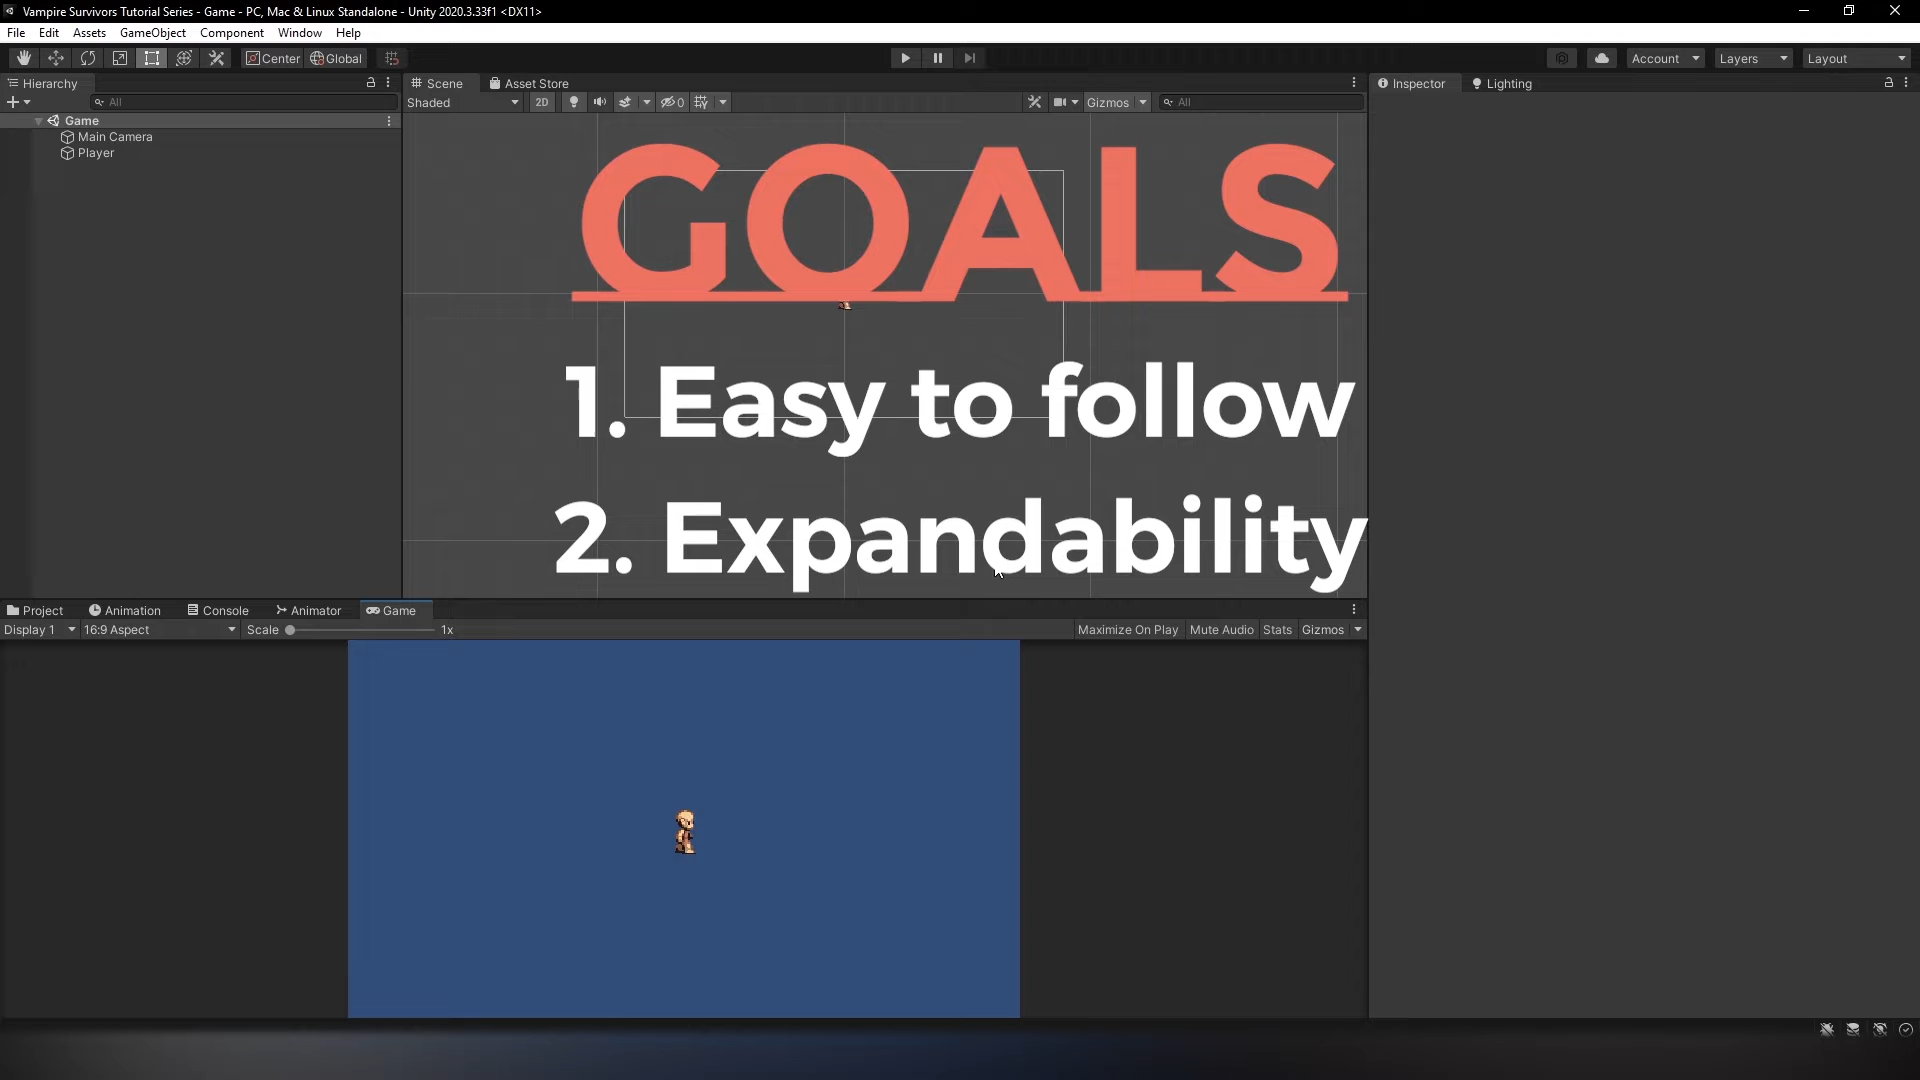 Vampire Survivors Tutorial Series - Game - PC, Mac & Linux Standalone - Unity 2020.3.33f1 <DX11>
File Edit Assets GameObject Component Window Help
Center Global Account Layers Layout
Hierarchy
All
Game
Main Camera
Player
Scene Asset Store
Shaded 2D 0 Gizmos All
GOALS
1. Easy to follow
2. Expandability
Inspector Lighting
Project Animation Console Animator Game
Display 1 16:9 Aspect Scale 1x Maximize On Play Mute Audio Stats Gizmos